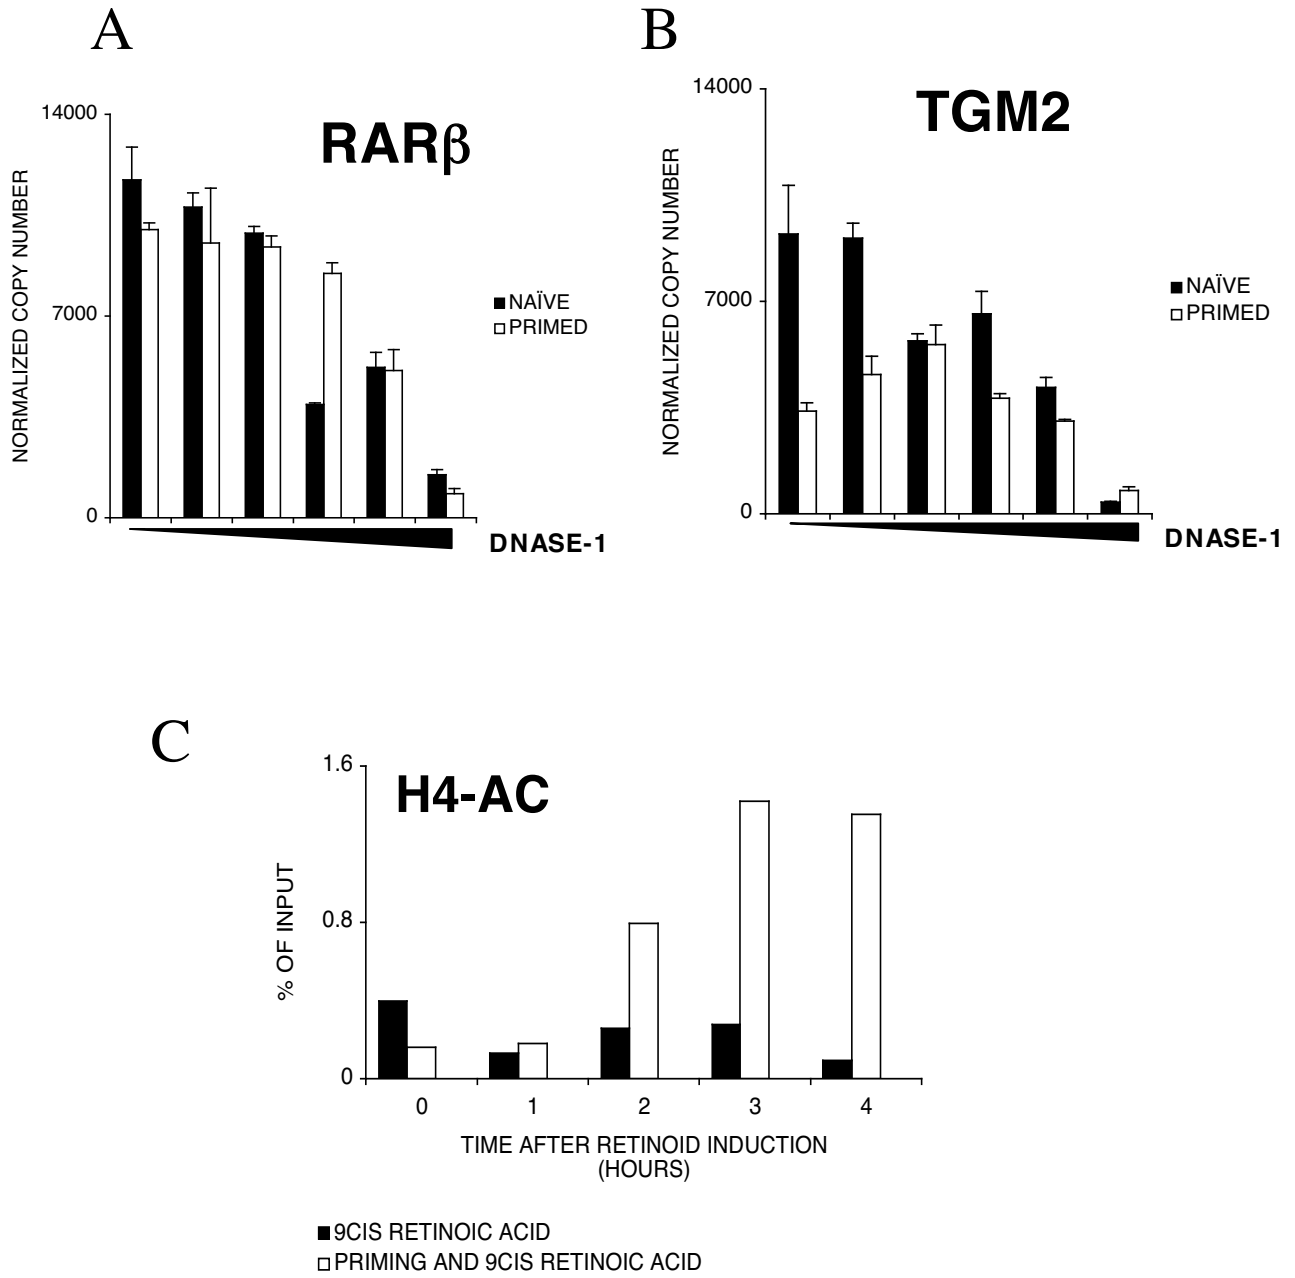 A
14000
7000
0
NORMALIZED COPY NUMBER
RARβ
NAÏVE
PRIMED
DNASE-1
B
14000
7000
0
NORMALIZED COPY NUMBER
TGM2
NAÏVE
PRIMED
DNASE-1
C
1.6
0.8
0
% OF INPUT
H4-AC
0 1 2 3 4
TIME AFTER RETINOID INDUCTION
(HOURS)
9CIS RETINOIC ACID
PRIMING AND 9CIS RETINOIC ACID